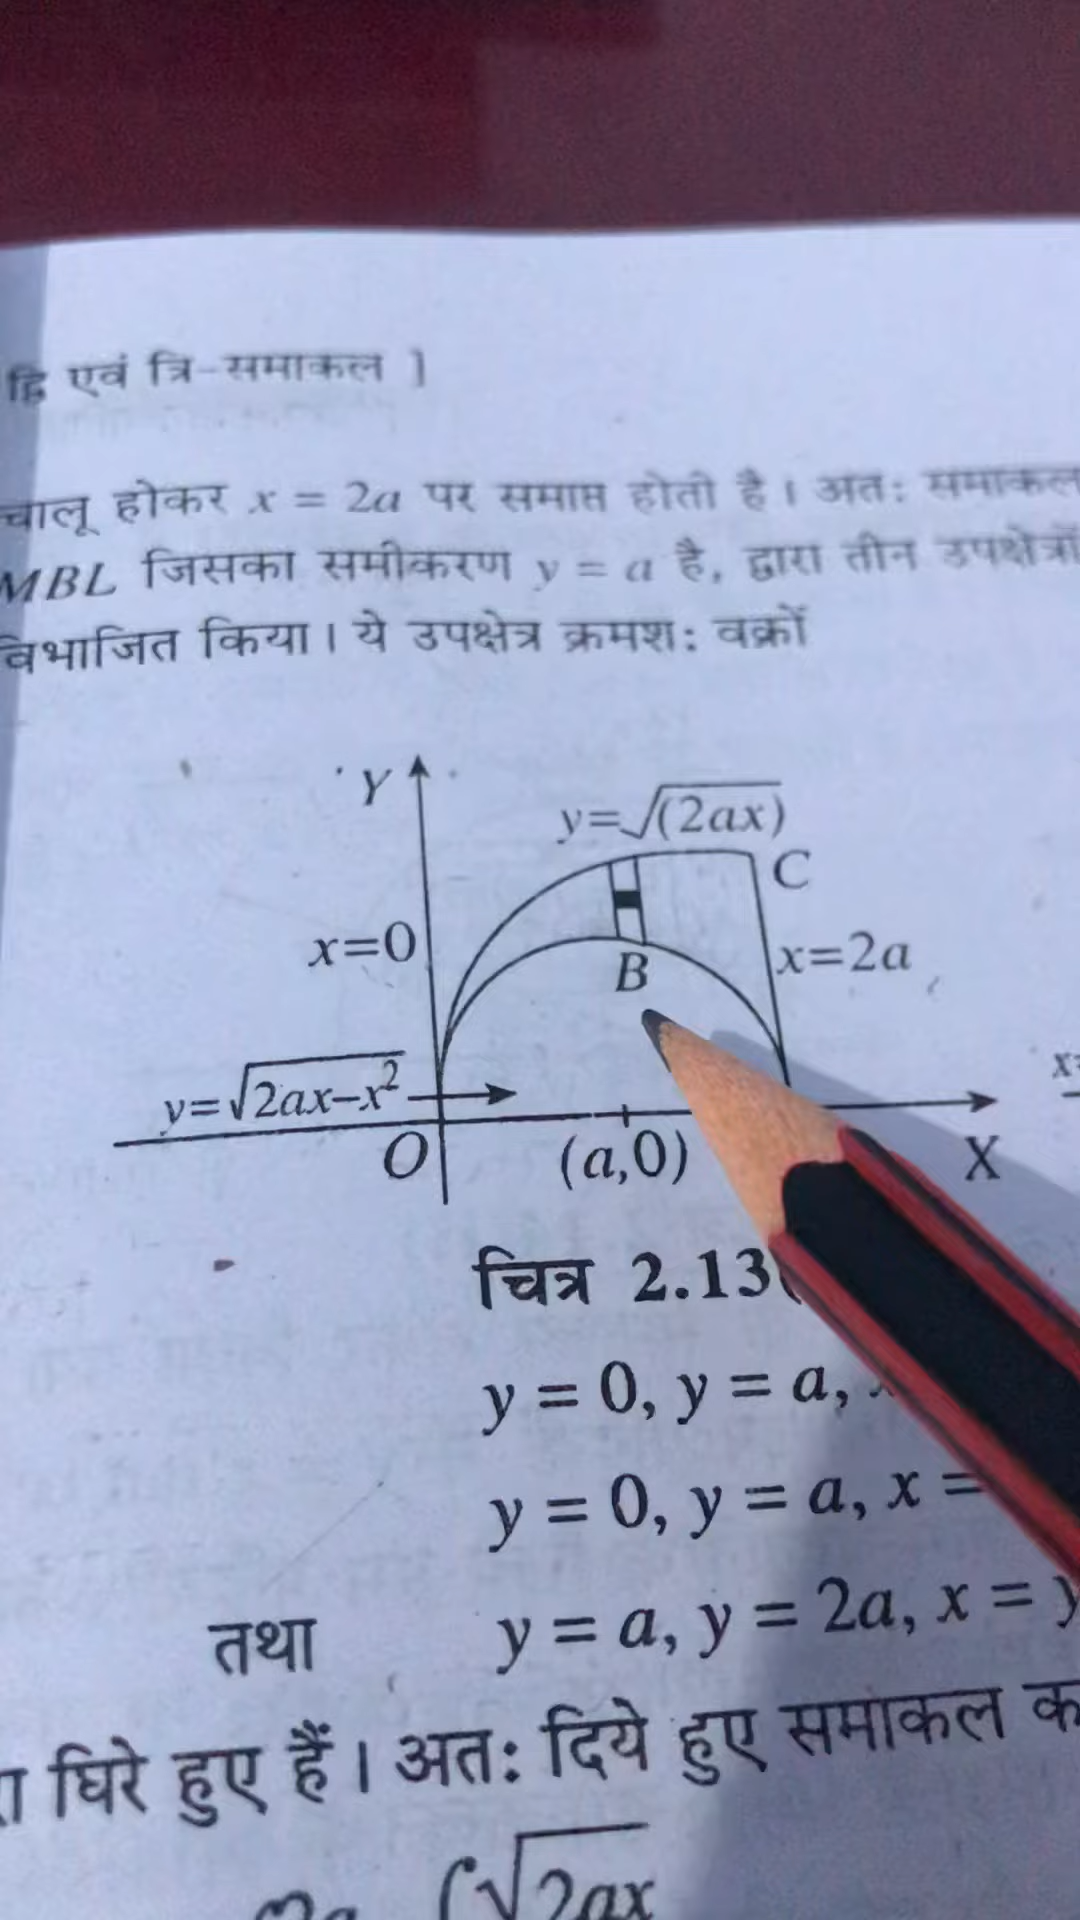 द्वि एवं त्रि-समाकल ]
चालू होकर x = 2a पर समाप्त होती है। अतः समाकल
MBL जिसका समीकरण y = a है, द्वारा तीन उपक्षेत्रों
विभाजित किया। ये उपक्षेत्र क्रमशः वक्रों
Y
y=√(2ax)
C
x=0
B
x=2a
y=√2ax–x²
O
(a,0)
X
चित्र 2.13(
y = 0, y = a,
y = 0, y = a, x =
तथा y = a, y = 2a, x = y
घिरे हुए हैं। अतः दिये हुए समाकल
√2ax